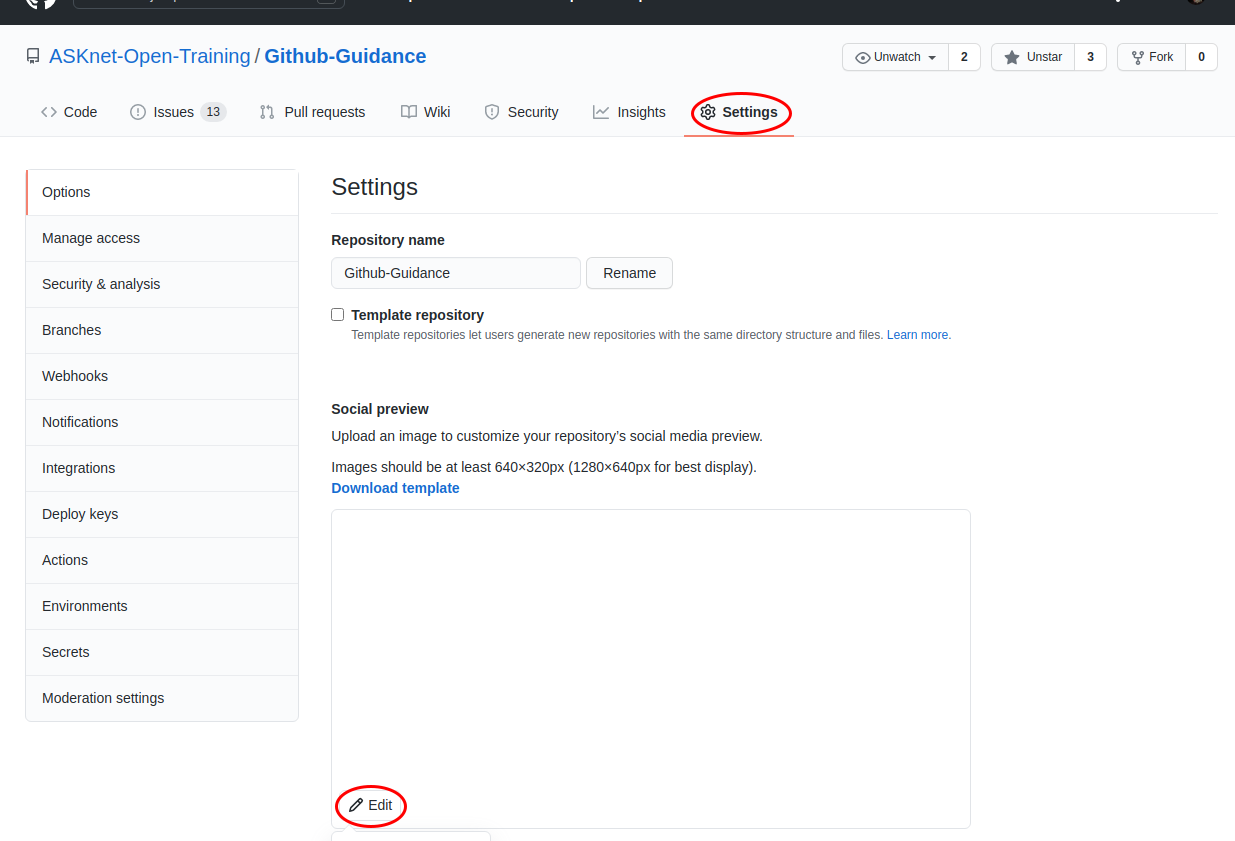 ASKnet-Open-Training / Github-Guidance
Unwatch 2 Unstar 3 Fork 0
Code Issues 13 Pull requests Wiki Security Insights Settings
Options
Manage access
Security & analysis
Branches
Webhooks
Notifications
Integrations
Deploy keys
Actions
Environments
Secrets
Moderation settings
Settings
Repository name
Github-Guidance Rename
Template repository
Template repositories let users generate new repositories with the same directory structure and files. Learn more.
Social preview
Upload an image to customize your repository’s social media preview.
Images should be at least 640×320px (1280×640px for best display).
Download template
Edit